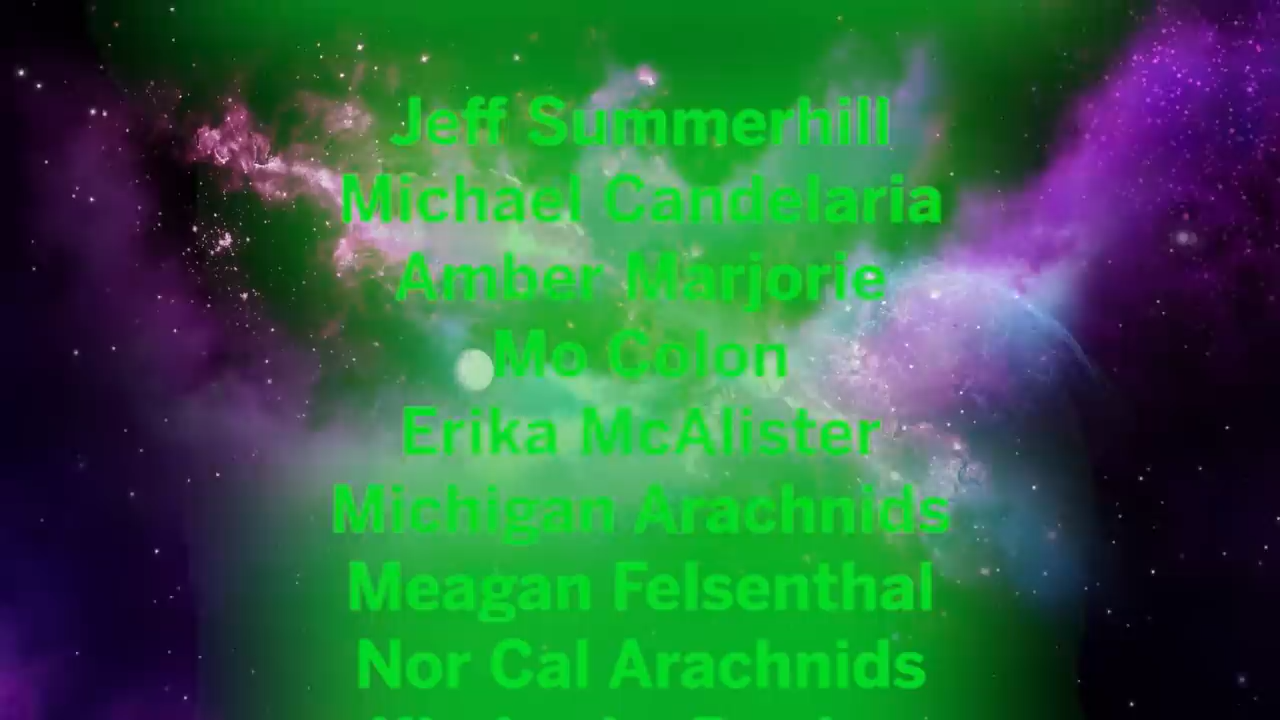 Jeff Summerhill
Michael Candelaria
Amber Marjorie
Mo Colon
Erika McAlister
Michigan Arachnids
Meagan Felsenthal
Nor Cal Arachnids